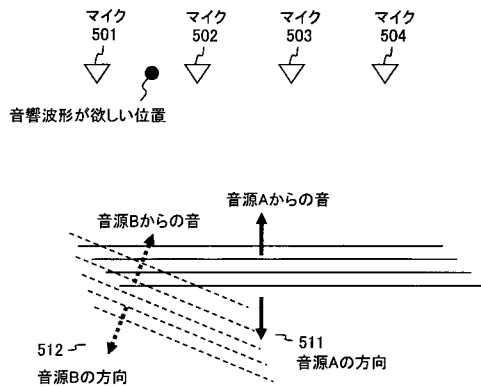 マイク マイク マイク マイク
501 502 503 504
音響波形が欲しい位置
音源Aからの音
音源Bからの音
511
音源Aの方向
512
音源Bの方向